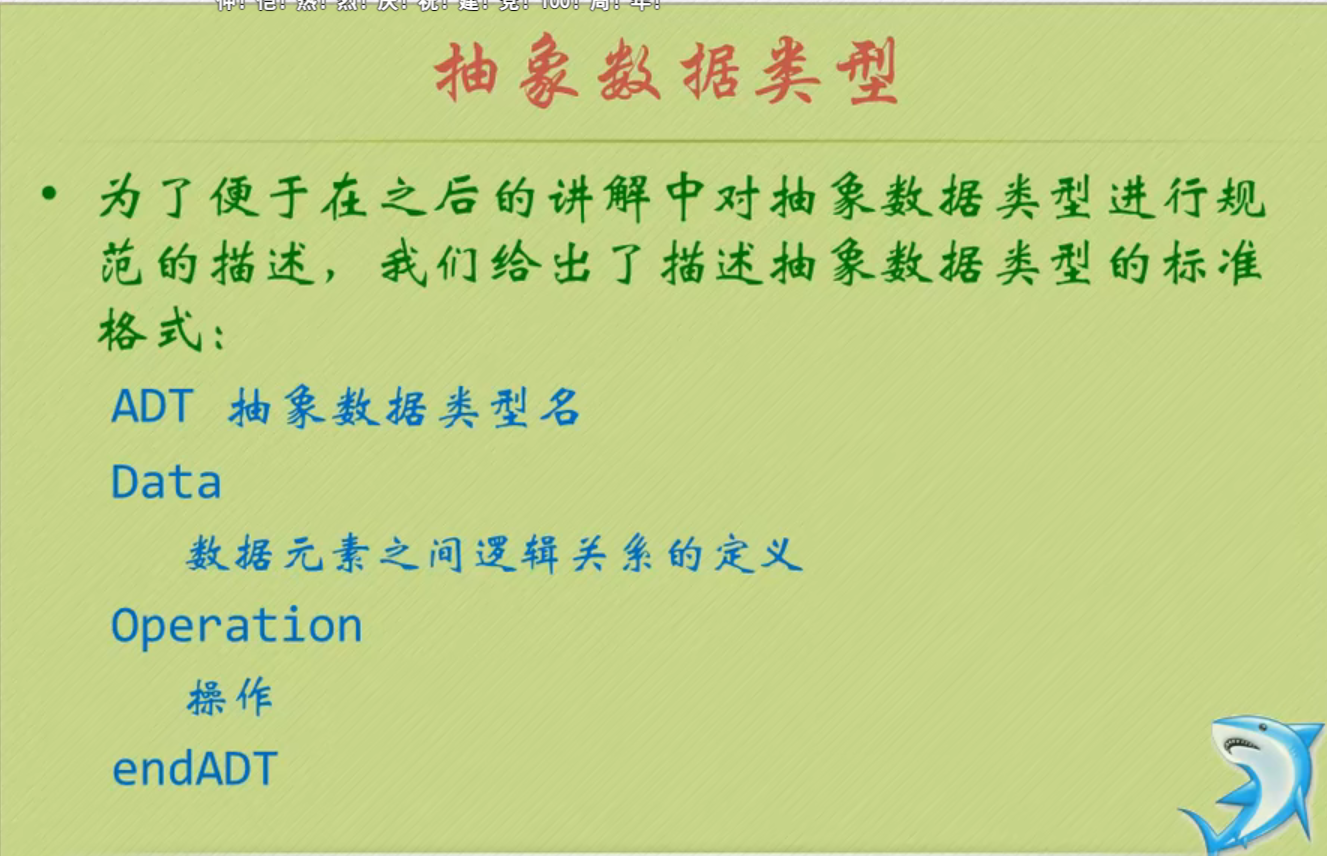 抽象数据类型
• 为了便于在之后的讲解中对抽象数据类型进行规
范的描述，我们给出了描述抽象数据类型的标准
格式：
ADT 抽象数据类型名
Data
数据元素之间逻辑关系的定义
Operation
操作
endADT